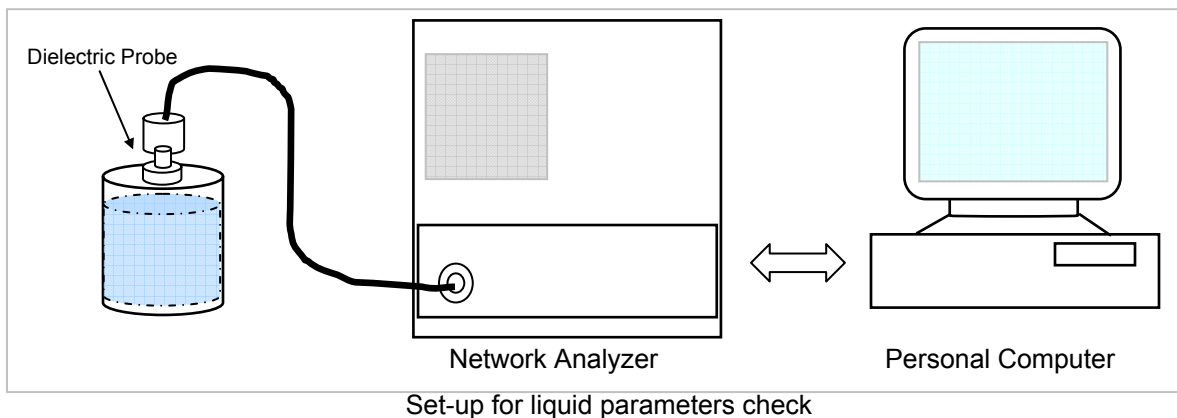 Dielectric Probe
Network Analyzer
Personal Computer
Set-up for liquid parameters check